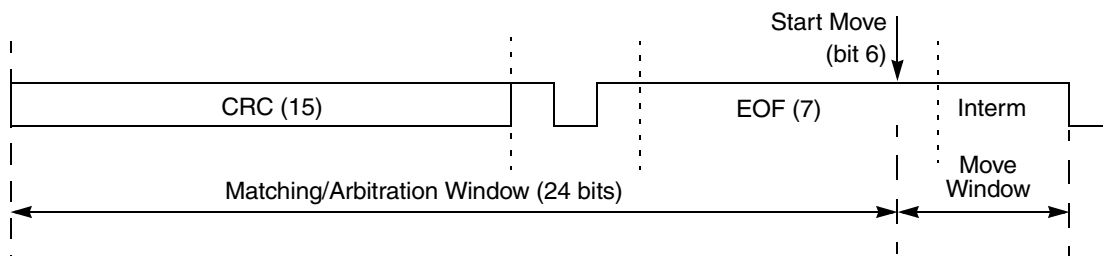 Start Move
(bit 6)
CRC (15)
EOF (7)
Interm
Matching/Arbitration Window (24 bits)
Move
Window